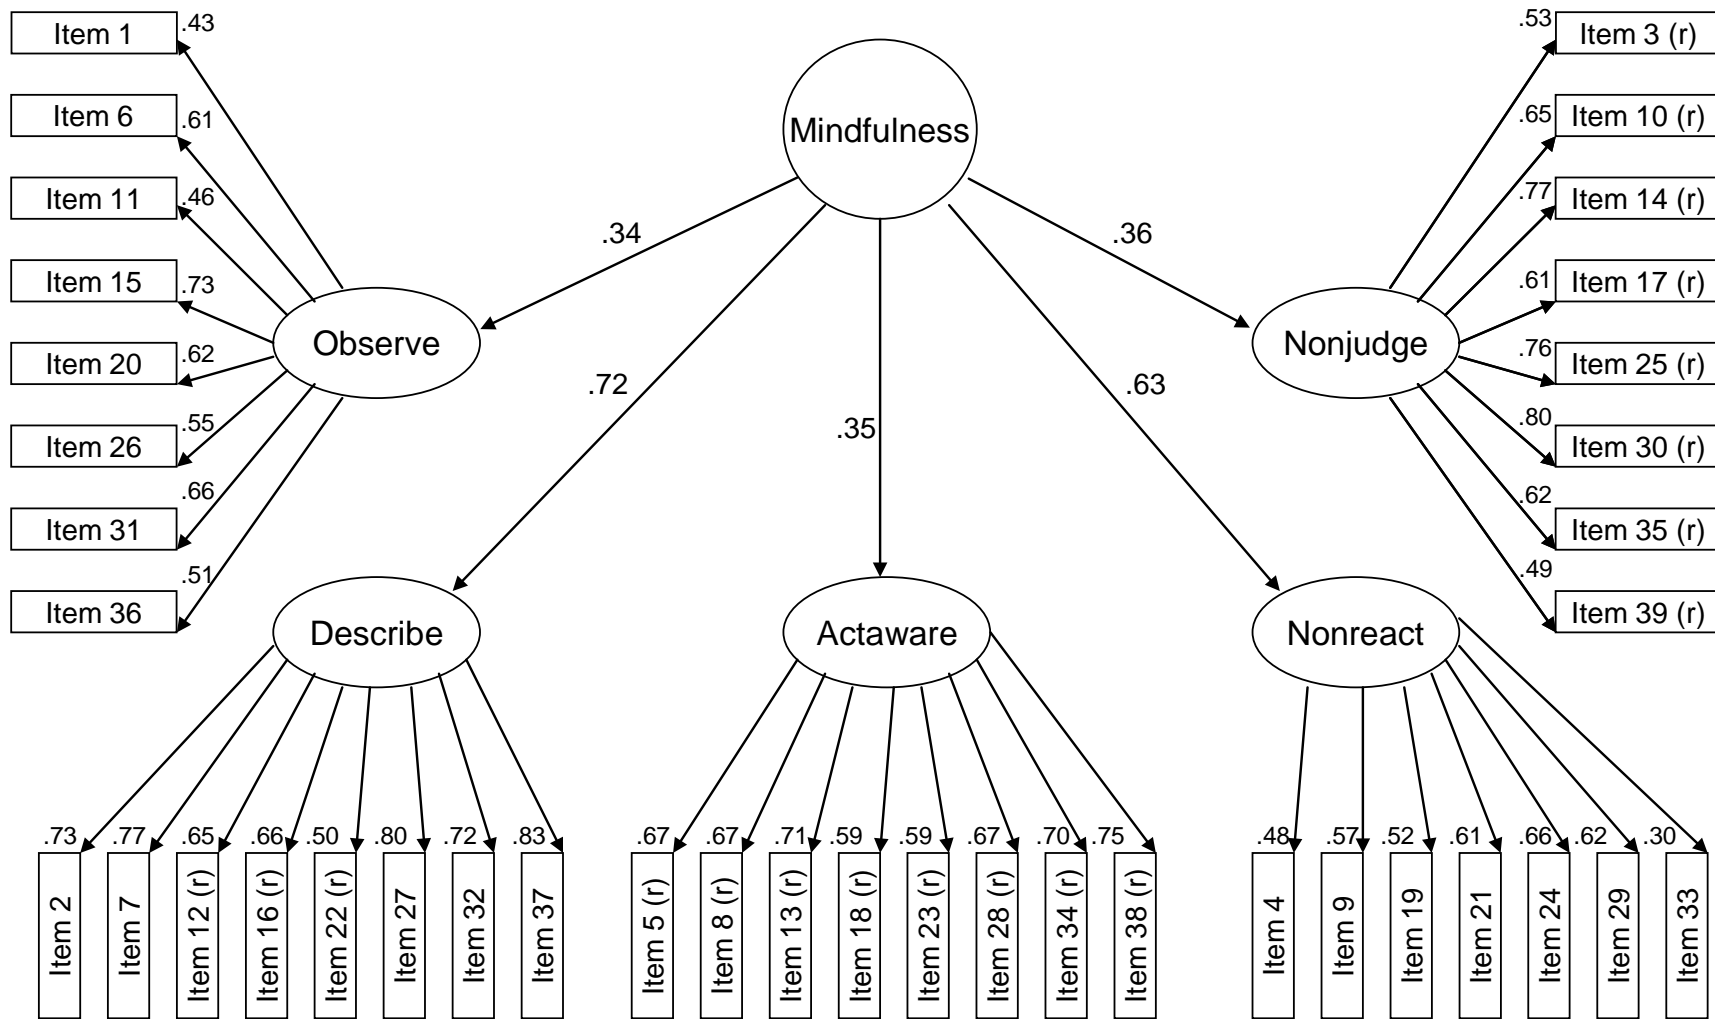 Mindfulness
.34
.72
.35
.63
.36
Observe
Item 1
.43
Item 6
.61
Item 11
.46
Item 15
.73
Item 20
.62
Item 26
.55
Item 31
.66
Item 36
.51
Nonjudge
.53
Item 3 (r)
.65
Item 10 (r)
.77
Item 14 (r)
.61
Item 17 (r)
.76
Item 25 (r)
.80
Item 30 (r)
.62
Item 35 (r)
.49
Item 39 (r)
Describe
.73
.77
.65
.66
.50
.80
.72
.83
Item 2
Item 7
Item 12 (r)
Item 16 (r)
Item 22 (r)
Item 27
Item 32
Item 37
Actaware
.67
.67
.71
.59
.59
.67
.70
.75
Item 5 (r)
Item 8 (r)
Item 13 (r)
Item 18 (r)
Item 23 (r)
Item 28 (r)
Item 34 (r)
Item 38 (r)
Nonreact
.48
.57
.52
.61
.66
.62
.30
Item 4
Item 9
Item 19
Item 21
Item 24
Item 29
Item 33